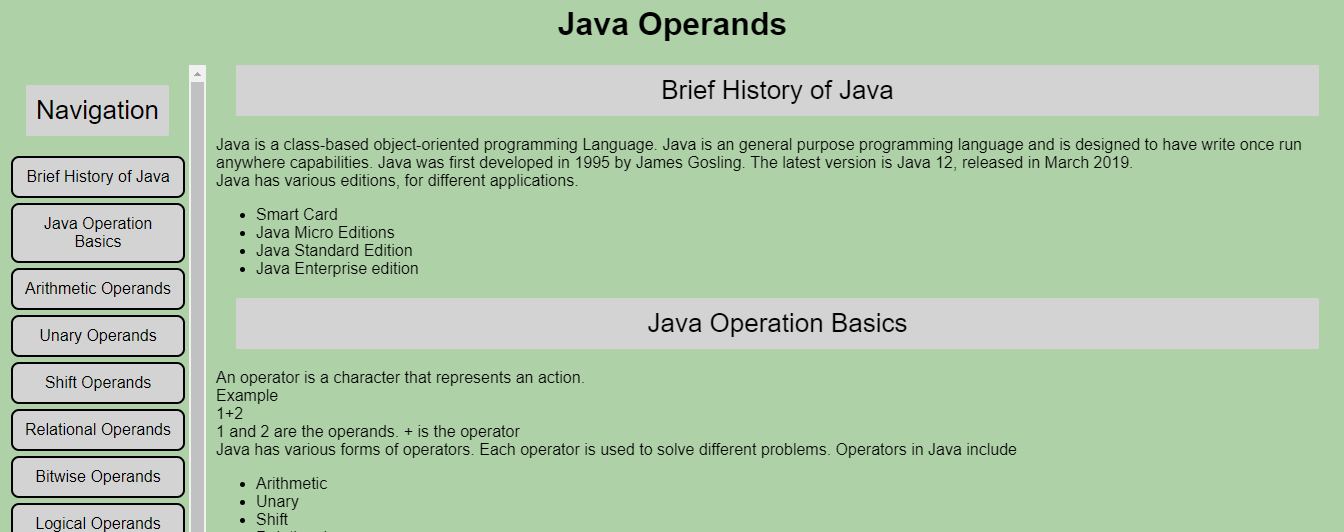 Java Operands
Navigation
Brief History of Java
Java Operation
Basics
Arithmetic Operands
Unary Operands
Shift Operands
Relational Operands
Bitwise Operands
Logical Operands
Brief History of Java
Java is a class-based object-oriented programming Language. Java is an general purpose programming language and is designed to have write once run
anywhere capabilities. Java was first developed in 1995 by James Gosling. The latest version is Java 12, released in March 2019.
Java has various editions, for different applications.
• Smart Card
• Java Micro Editions
• Java Standard Edition
• Java Enterprise edition
Java Operation Basics
An operator is a character that represents an action.
Example
1+2
1 and 2 are the operands. + is the operator
Java has various forms of operators. Each operator is used to solve different problems. Operators in Java include
• Arithmetic
• Unary
• Shift